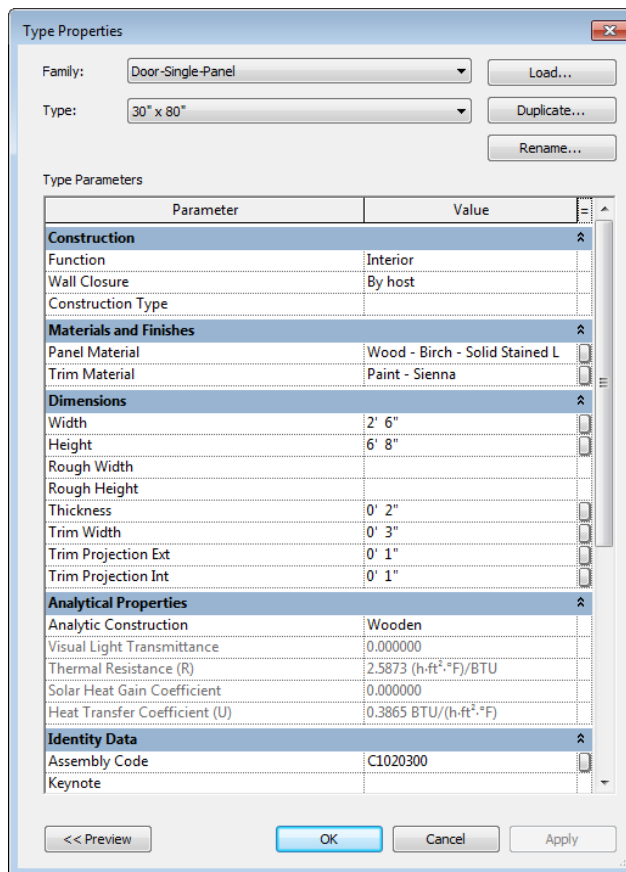 Type Properties
Family: Door-Single-Panel Load...
Type: 30" x 80" Duplicate...
Rename...
Type Parameters
Parameter Value =
Construction
Function Interior
Wall Closure By host
Construction Type
Materials and Finishes
Panel Material Wood - Birch - Solid Stained L
Trim Material Paint - Sienna
Dimensions
Width 2' 6"
Height 6' 8"
Rough Width
Rough Height
Thickness 0' 2"
Trim Width 0' 3"
Trim Projection Ext 0' 1"
Trim Projection Int 0' 1"
Analytical Properties
Analytic Construction Wooden
Visual Light Transmittance 0.000000
Thermal Resistance (R) 2.5873 (h·ft²·°F)/BTU
Solar Heat Gain Coefficient 0.000000
Heat Transfer Coefficient (U) 0.3865 BTU/(h·ft²·°F)
Identity Data
Assembly Code C1020300
Keynote
<< Preview OK Cancel Apply